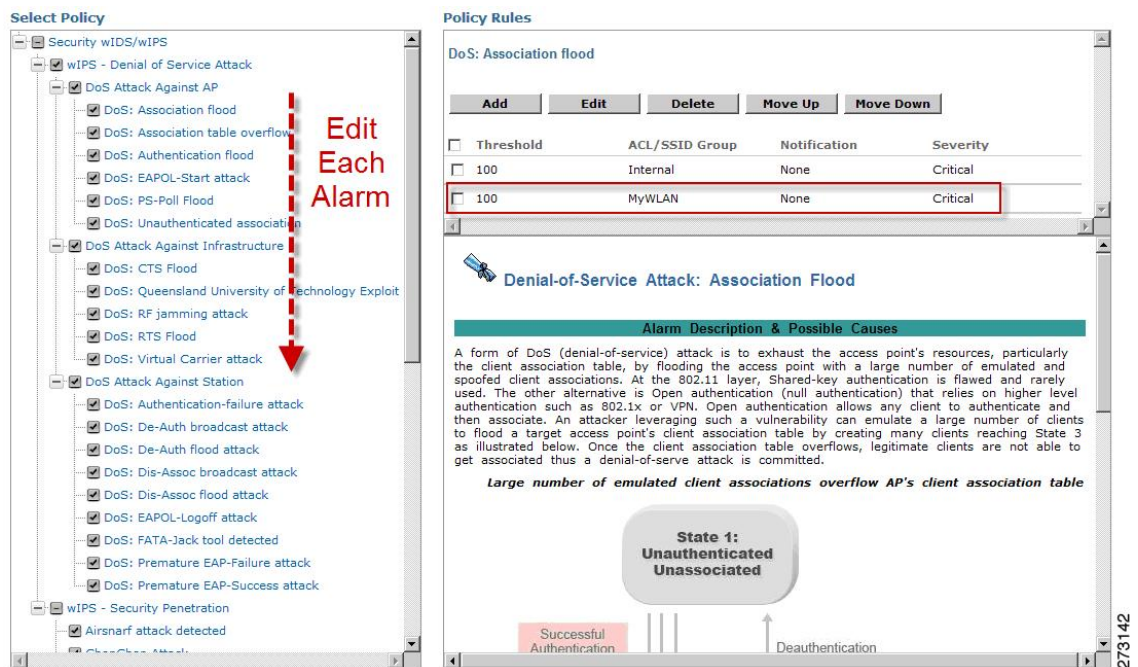 Select Policy
Security wIDS/wIPS
wIPS - Denial of Service Attack
DoS Attack Against AP
DoS: Association flood
DoS: Association table overflow
DoS: Authentication flood
DoS: EAPOL-Start attack
DoS: PS-Poll Flood
DoS: Unauthenticated association
DoS Attack Against Infrastructure
DoS: CTS Flood
DoS: Queensland University of Technology Exploit
DoS: RF jamming attack
DoS: RTS Flood
DoS: Virtual Carrier attack
DoS Attack Against Station
DoS: Authentication-failure attack
DoS: De-Auth broadcast attack
DoS: De-Auth flood attack
DoS: Dis-Assoc broadcast attack
DoS: Dis-Assoc flood attack
DoS: EAPOL-Logoff attack
DoS: FATA-Jack tool detected
DoS: Premature EAP-Failure attack
DoS: Premature EAP-Success attack
wIPS - Security Penetration
Airsnarf attack detected
Edit
Each
Alarm
Policy Rules
DoS: Association flood
Add Edit Delete Move Up Move Down
Threshold ACL/SSID Group Notification Severity
100 Internal None Critical
100 MyWLAN None Critical
Denial-of-Service Attack: Association Flood
Alarm Description & Possible Causes
A form of DoS (denial-of-service) attack is to exhaust the access point's resources, particularly
the client association table, by flooding the access point with a large number of emulated and
spoofed client associations. At the 802.11 layer, Shared-key authentication is flawed and rarely
used. The other alternative is Open authentication (null authentication) that relies on higher level
authentication such as 802.1x or VPN. Open authentication allows any client to authenticate and
then associate. An attacker leveraging such a vulnerability can emulate a large number of clients
to flood a target access point's client association table by creating many clients reaching State 3
as illustrated below. Once the client association table overflows, legitimate clients are not able to
get associated thus a denial-of-serve attack is committed.
Large number of emulated client associations overflow AP's client association table
State 1:
Unauthenticated
Unassociated
Successful
Authentication
Deauthentication
273142